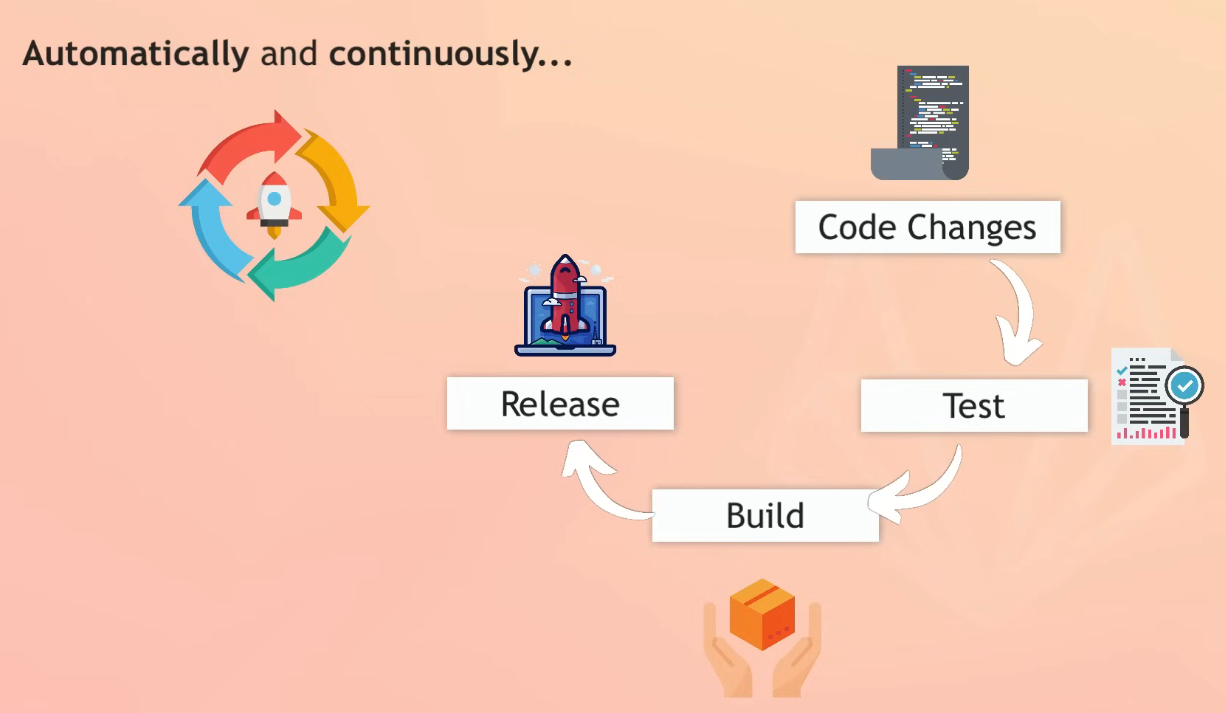 Automatically and continuously...
Code Changes
Test
Build
Release